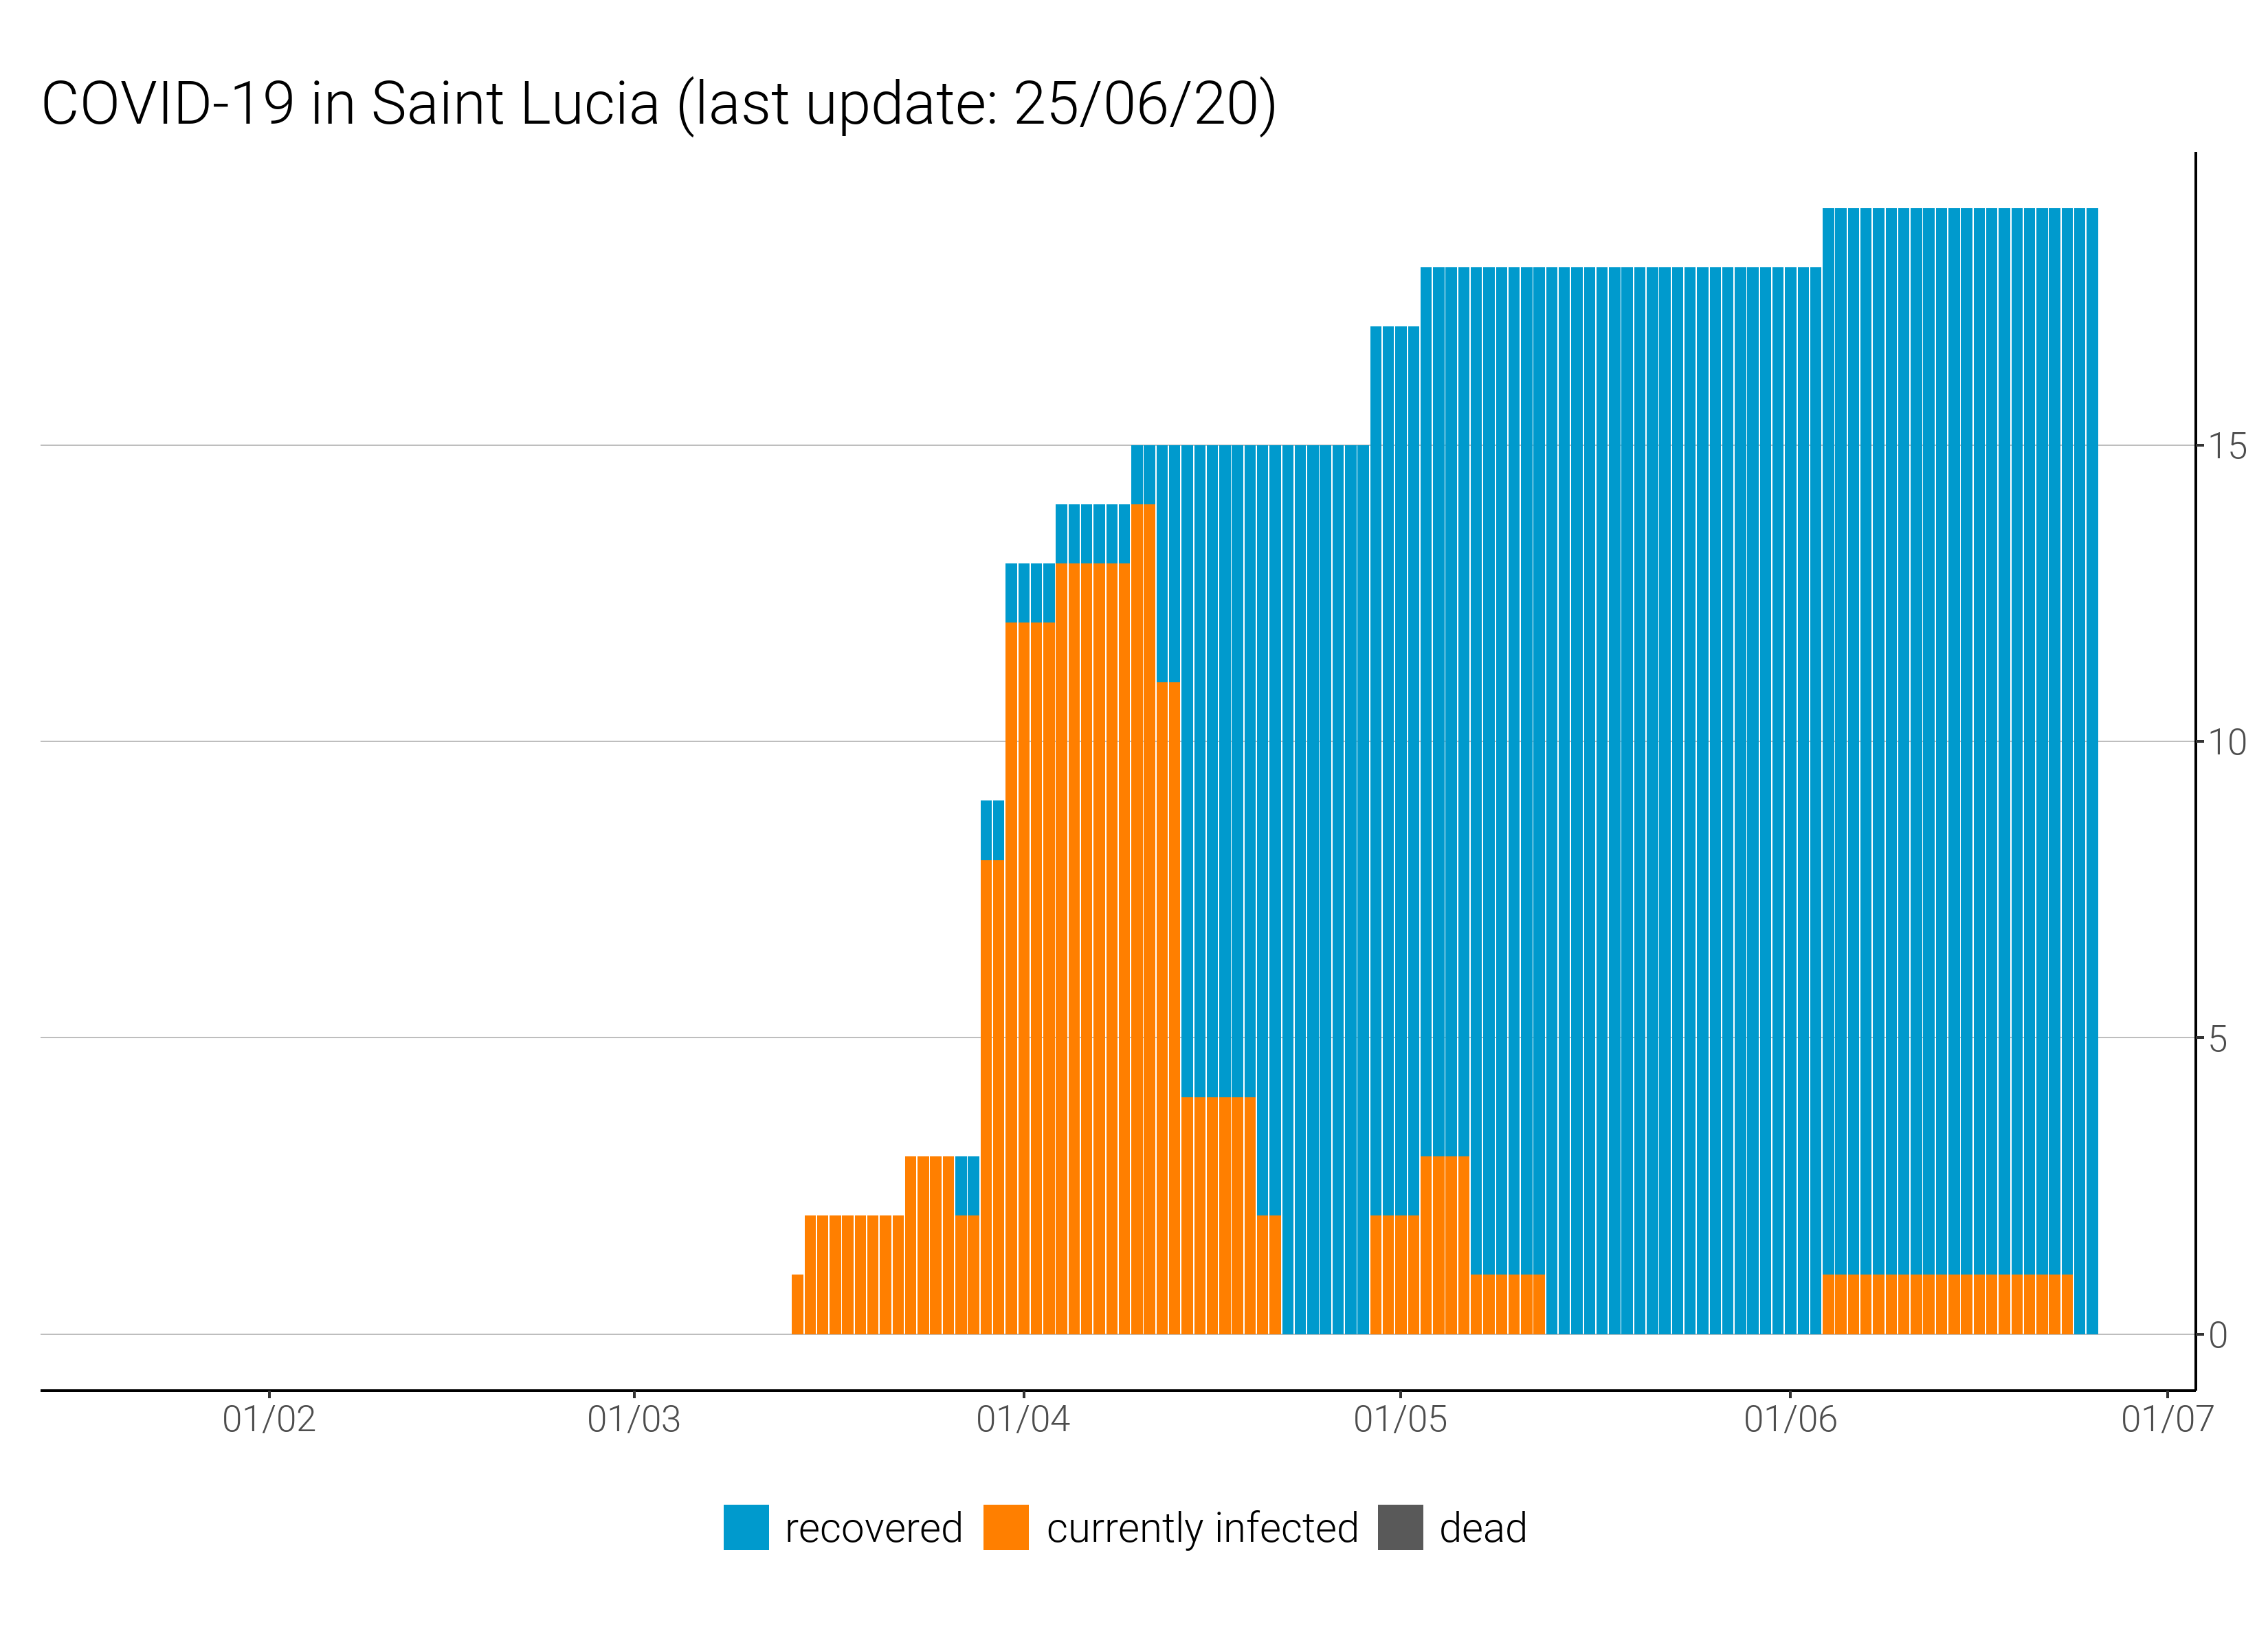 COVID-19 in Saint Lucia (last update: 25/06/20)
15
10
5
0
01/02 01/03 01/04 01/05 01/06 01/07
recovered currently infected dead